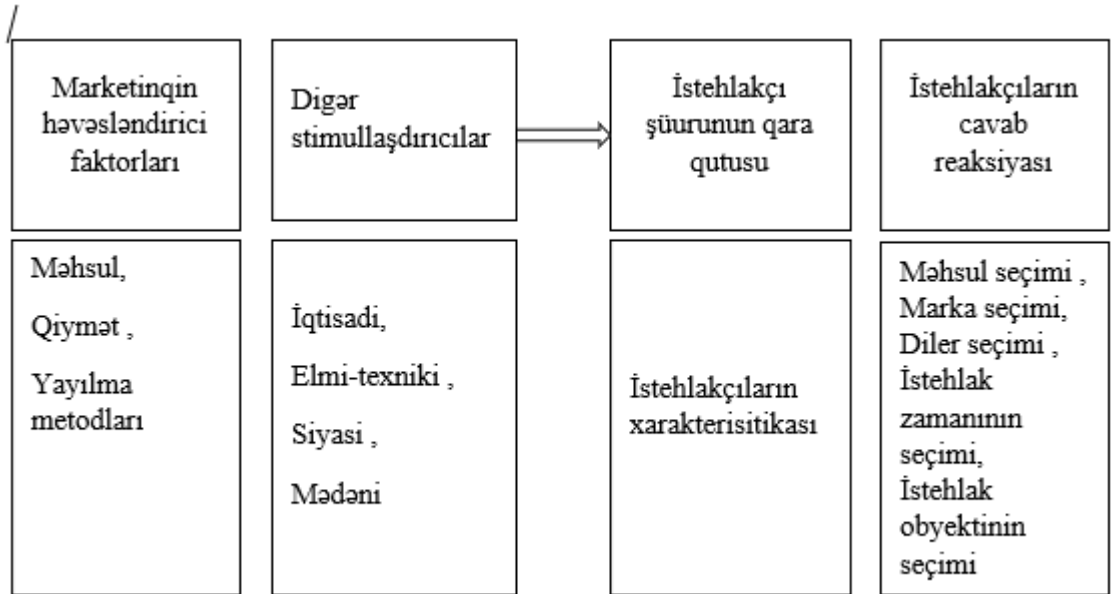 Marketinqin
həvəsləndirici
faktorları
Digər
stimullaşdırıcılar
İstehlakçı
şüurunun qara
qutusu
İstehlakçıların
cavab
reaksiyası
Məhsul,
Qiymət ,
Yayılma
metodları
İqtisadi,
Elmi-texniki ,
Siyasi ,
Mədəni
İstehlakçıların
xarakterisitikası
Məhsul seçimi ,
Marka seçimi,
Diler seçimi ,
İstehlak
zamanının
seçimi,
İstehlak
obyektinin
seçimi